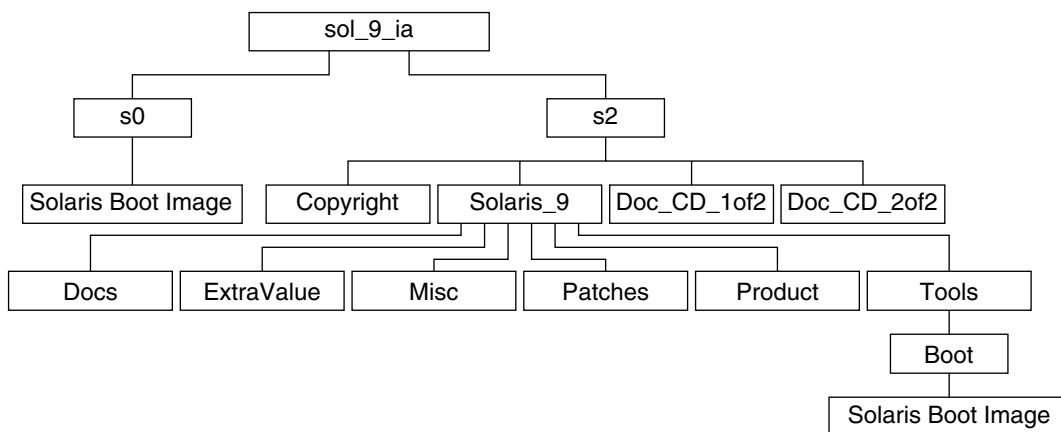 sol_9_ia
s0
s2
Solaris Boot Image
Copyright
Solaris_9
Doc_CD_1of2
Doc_CD_2of2
Docs
ExtraValue
Misc
Patches
Product
Tools
Boot
Solaris Boot Image